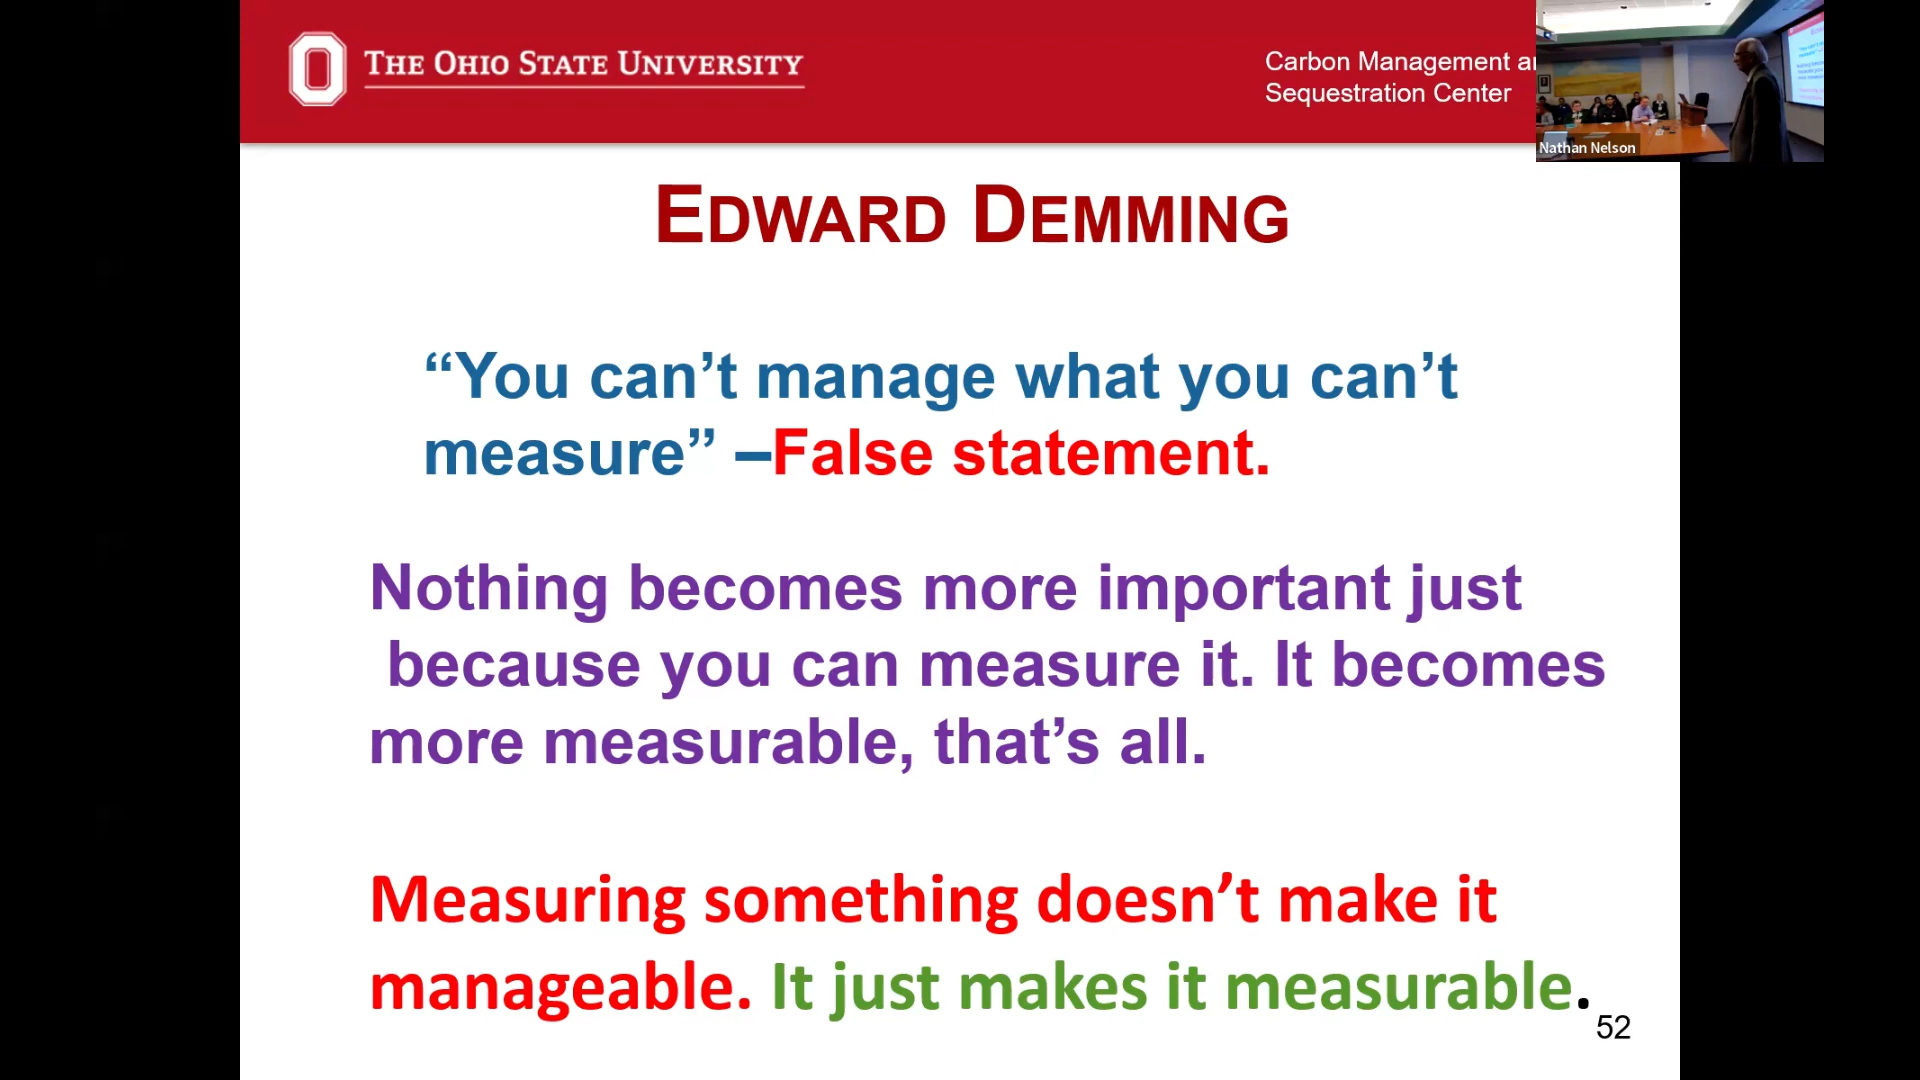 THE OHIO STATE UNIVERSITY
Carbon Management a
Sequestration Center
Nathan Nelson
EDWARD DEMMING
“You can’t manage what you can’t
measure” –False statement.
Nothing becomes more important just
because you can measure it. It becomes
more measurable, that’s all.
Measuring something doesn’t make it
manageable. It just makes it measurable.
52